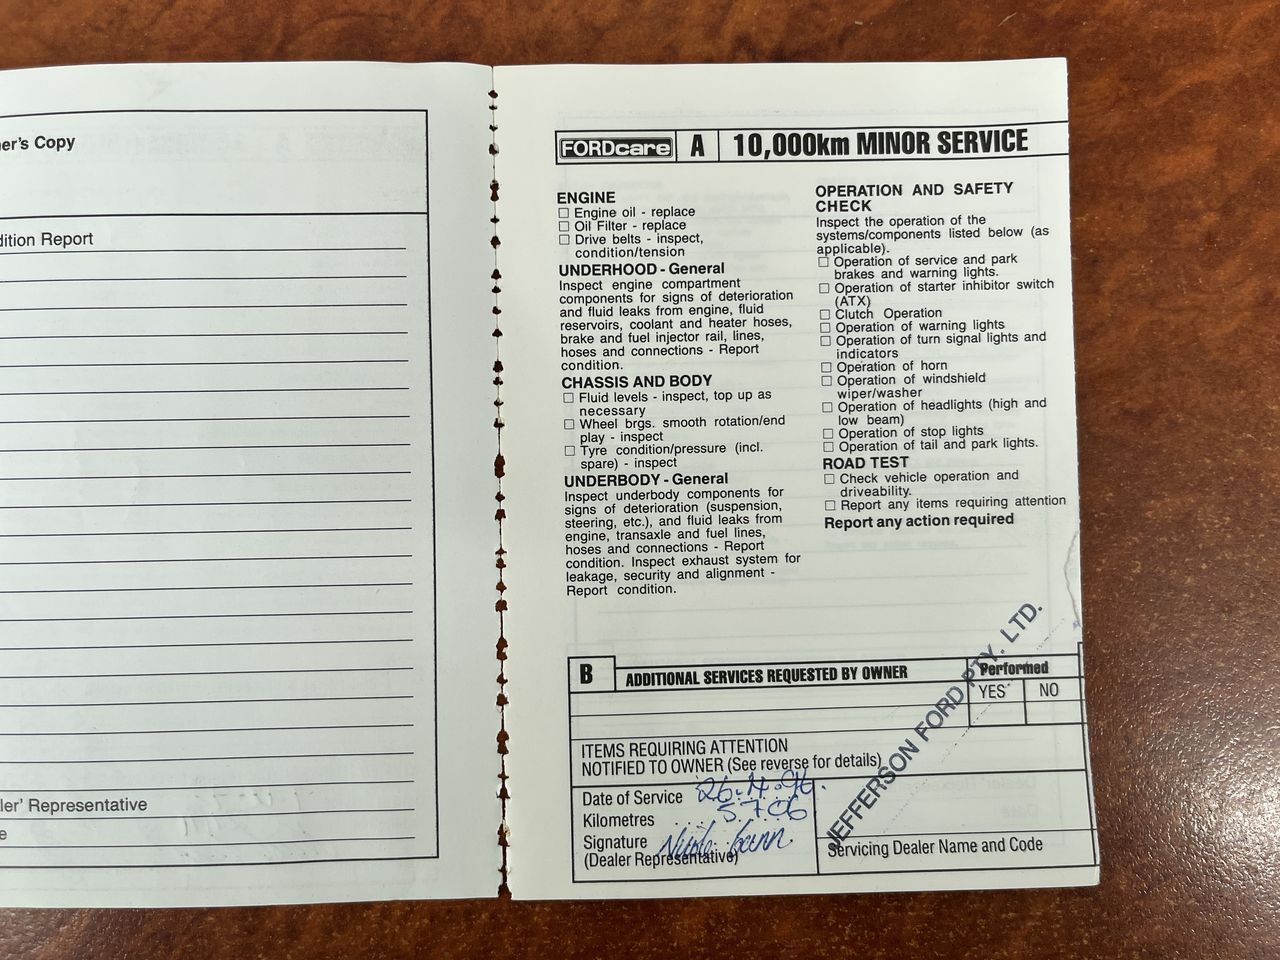 er's Copy
dition Report
ler' Representative
e
FORDcare A 10,000km MINOR SERVICE
ENGINE
☐ Engine oil - replace
☐ Oil Filter - replace
☐ Drive belts - inspect,
condition/tension
UNDERHOOD - General
Inspect engine compartment
components for signs of deterioration
and fluid leaks from engine, fluid
reservoirs, coolant and heater hoses,
brake and fuel injector rail, lines,
hoses and connections - Report
condition.
CHASSIS AND BODY
☐ Fluid levels - inspect, top up as
necessary
☐ Wheel brgs. smooth rotation/end
play - inspect
☐ Tyre condition/pressure (incl.
spare) - inspect
UNDERBODY - General
Inspect underbody components for
signs of deterioration (suspension,
steering, etc.), and fluid leaks from
engine, transaxle and fuel lines,
hoses and connections - Report
condition. Inspect exhaust system for
leakage, security and alignment -
Report condition.
OPERATION AND SAFETY
CHECK
Inspect the operation of the
systems/components listed below (as
applicable).
☐ Operation of service and park
brakes and warning lights.
☐ Operation of starter inhibitor switch
(ATX)
☐ Clutch Operation
☐ Operation of warning lights
☐ Operation of turn signal lights and
indicators
☐ Operation of horn
☐ Operation of windshield
wiper/washer
☐ Operation of headlights (high and
low beam)
☐ Operation of stop lights
☐ Operation of tail and park lights.
ROAD TEST
☐ Check vehicle operation and
driveability.
☐ Report any items requiring attention
Report any action required
B ADDITIONAL SERVICES REQUESTED BY OWNER Performed
YES NO
ITEMS REQUIRING ATTENTION
NOTIFIED TO OWNER (See reverse for details)
Date of Service 26.4.96.
Kilometres 5706
Signature
(Dealer Representative)
JEFFERSON FORD PTY. LTD.
Servicing Dealer Name and Code